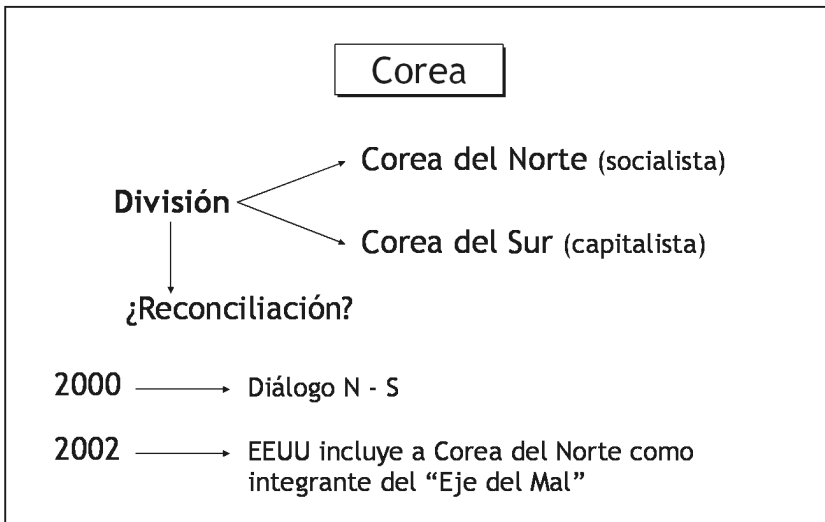 Corea
Corea del Norte (socialista)
División
Corea del Sur (capitalista)
¿Reconciliación?
2000 Diálogo N - S
2002 EEUU incluye a Corea del Norte como
integrante del “Eje del Mal”